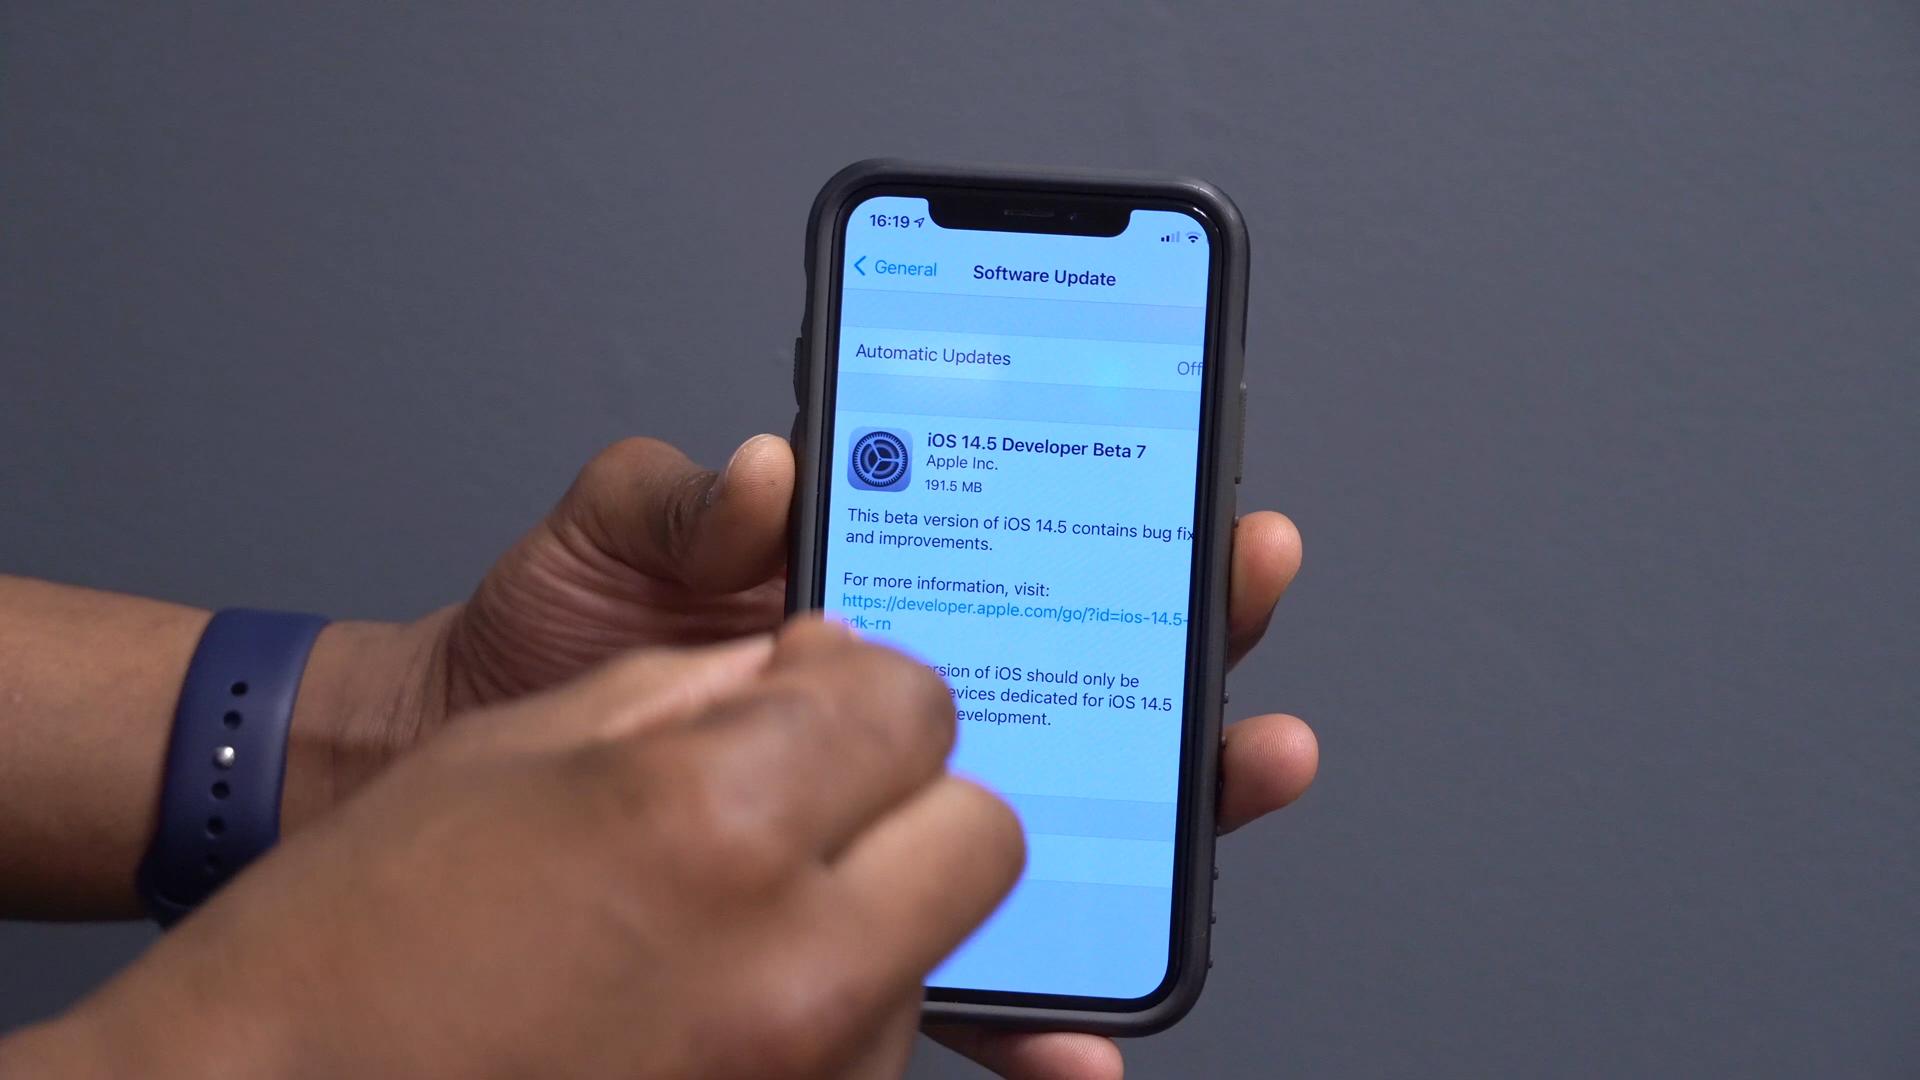 16:19
General
Software Update
Automatic Updates
Off
iOS 14.5 Developer Beta 7
Apple Inc.
191.5 MB
This beta version of iOS 14.5 contains bug fix
and improvements.
For more information, visit:
https://developer.apple.com/go/?id=ios-14.5-
sdk-rn
rsion of iOS should only be
evices dedicated for iOS 14.5
evelopment.